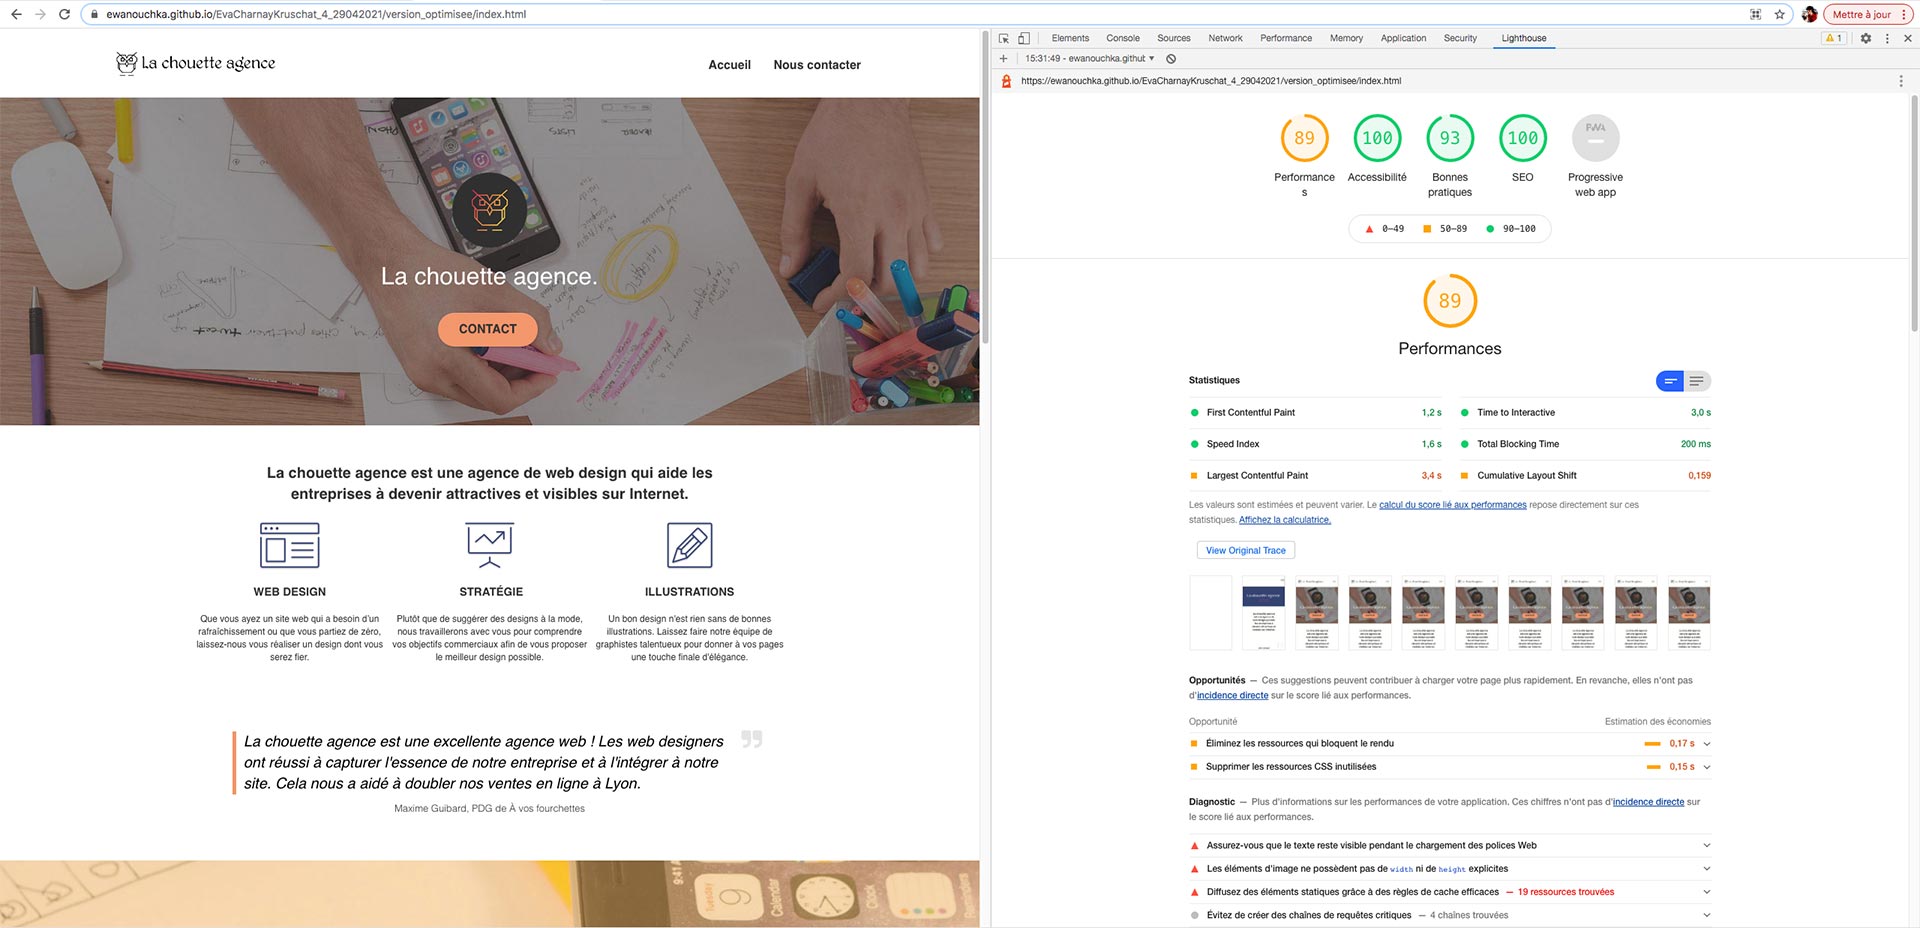 ewanouchka.github.io/EvaCharnayKruschat_4_29042021/version_optimisee/index.html
Mettre à jour
La chouette agence
Accueil
Nous contacter
La chouette agence.
CONTACT
La chouette agence est une agence de web design qui aide les
entreprises à devenir attractives et visibles sur Internet.
WEB DESIGN
Que vous ayez un site web qui a besoin d'un
rafraîchissement ou que vous partiez de zéro,
laissez-nous vous réaliser un design dont vous
serez fier.
STRATÉGIE
Plutôt que de suggérer des designs à la mode,
nous travaillerons avec vous pour comprendre
vos objectifs commerciaux afin de vous proposer
le meilleur design possible.
ILLUSTRATIONS
Un bon design n'est rien sans de bonnes
illustrations. Laissez faire notre équipe de
graphistes talentueux pour donner à vos pages
une touche finale d'élégance.
La chouette agence est une excellente agence web ! Les web designers
ont réussi à capturer l'essence de notre entreprise et à l'intégrer à notre
site. Cela nous a aidé à doubler nos ventes en ligne à Lyon.
Maxime Guibard, PDG de À vos fourchettes
9:41 AM
Tuesday
9
Calendar
Clock
Reminders
Elements
Console
Sources
Network
Performance
Memory
Application
Security
Lighthouse
1
15:31:49 - ewanouchka.githut
https://ewanouchka.github.io/EvaCharnayKruschat_4_29042021/version_optimisee/index.html
89
Performance
s
100
Accessibilité
93
Bonnes
pratiques
100
SEO
PWA
Progressive
web app
0–49
50–89
90–100
89
Performances
Statistiques
First Contentful Paint 1,2 s
Time to Interactive 3,0 s
Speed Index 1,6 s
Total Blocking Time 200 ms
Largest Contentful Paint 3,4 s
Cumulative Layout Shift 0,159
Les valeurs sont estimées et peuvent varier. Le calcul du score lié aux performances repose directement sur ces
statistiques. Affichez la calculatrice.
View Original Trace
Opportunités — Ces suggestions peuvent contribuer à charger votre page plus rapidement. En revanche, elles n'ont pas
d'incidence directe sur le score lié aux performances.
Opportunité
Estimation des économies
Éliminez les ressources qui bloquent le rendu 0,17 s
Supprimer les ressources CSS inutilisées 0,15 s
Diagnostic — Plus d'informations sur les performances de votre application. Ces chiffres n'ont pas d'incidence directe sur
le score lié aux performances.
Assurez-vous que le texte reste visible pendant le chargement des polices Web
Les éléments d'image ne possèdent pas de width ni de height explicites
Diffusez des éléments statiques grâce à des règles de cache efficaces — 19 ressources trouvées
Évitez de créer des chaînes de requêtes critiques — 4 chaînes trouvées